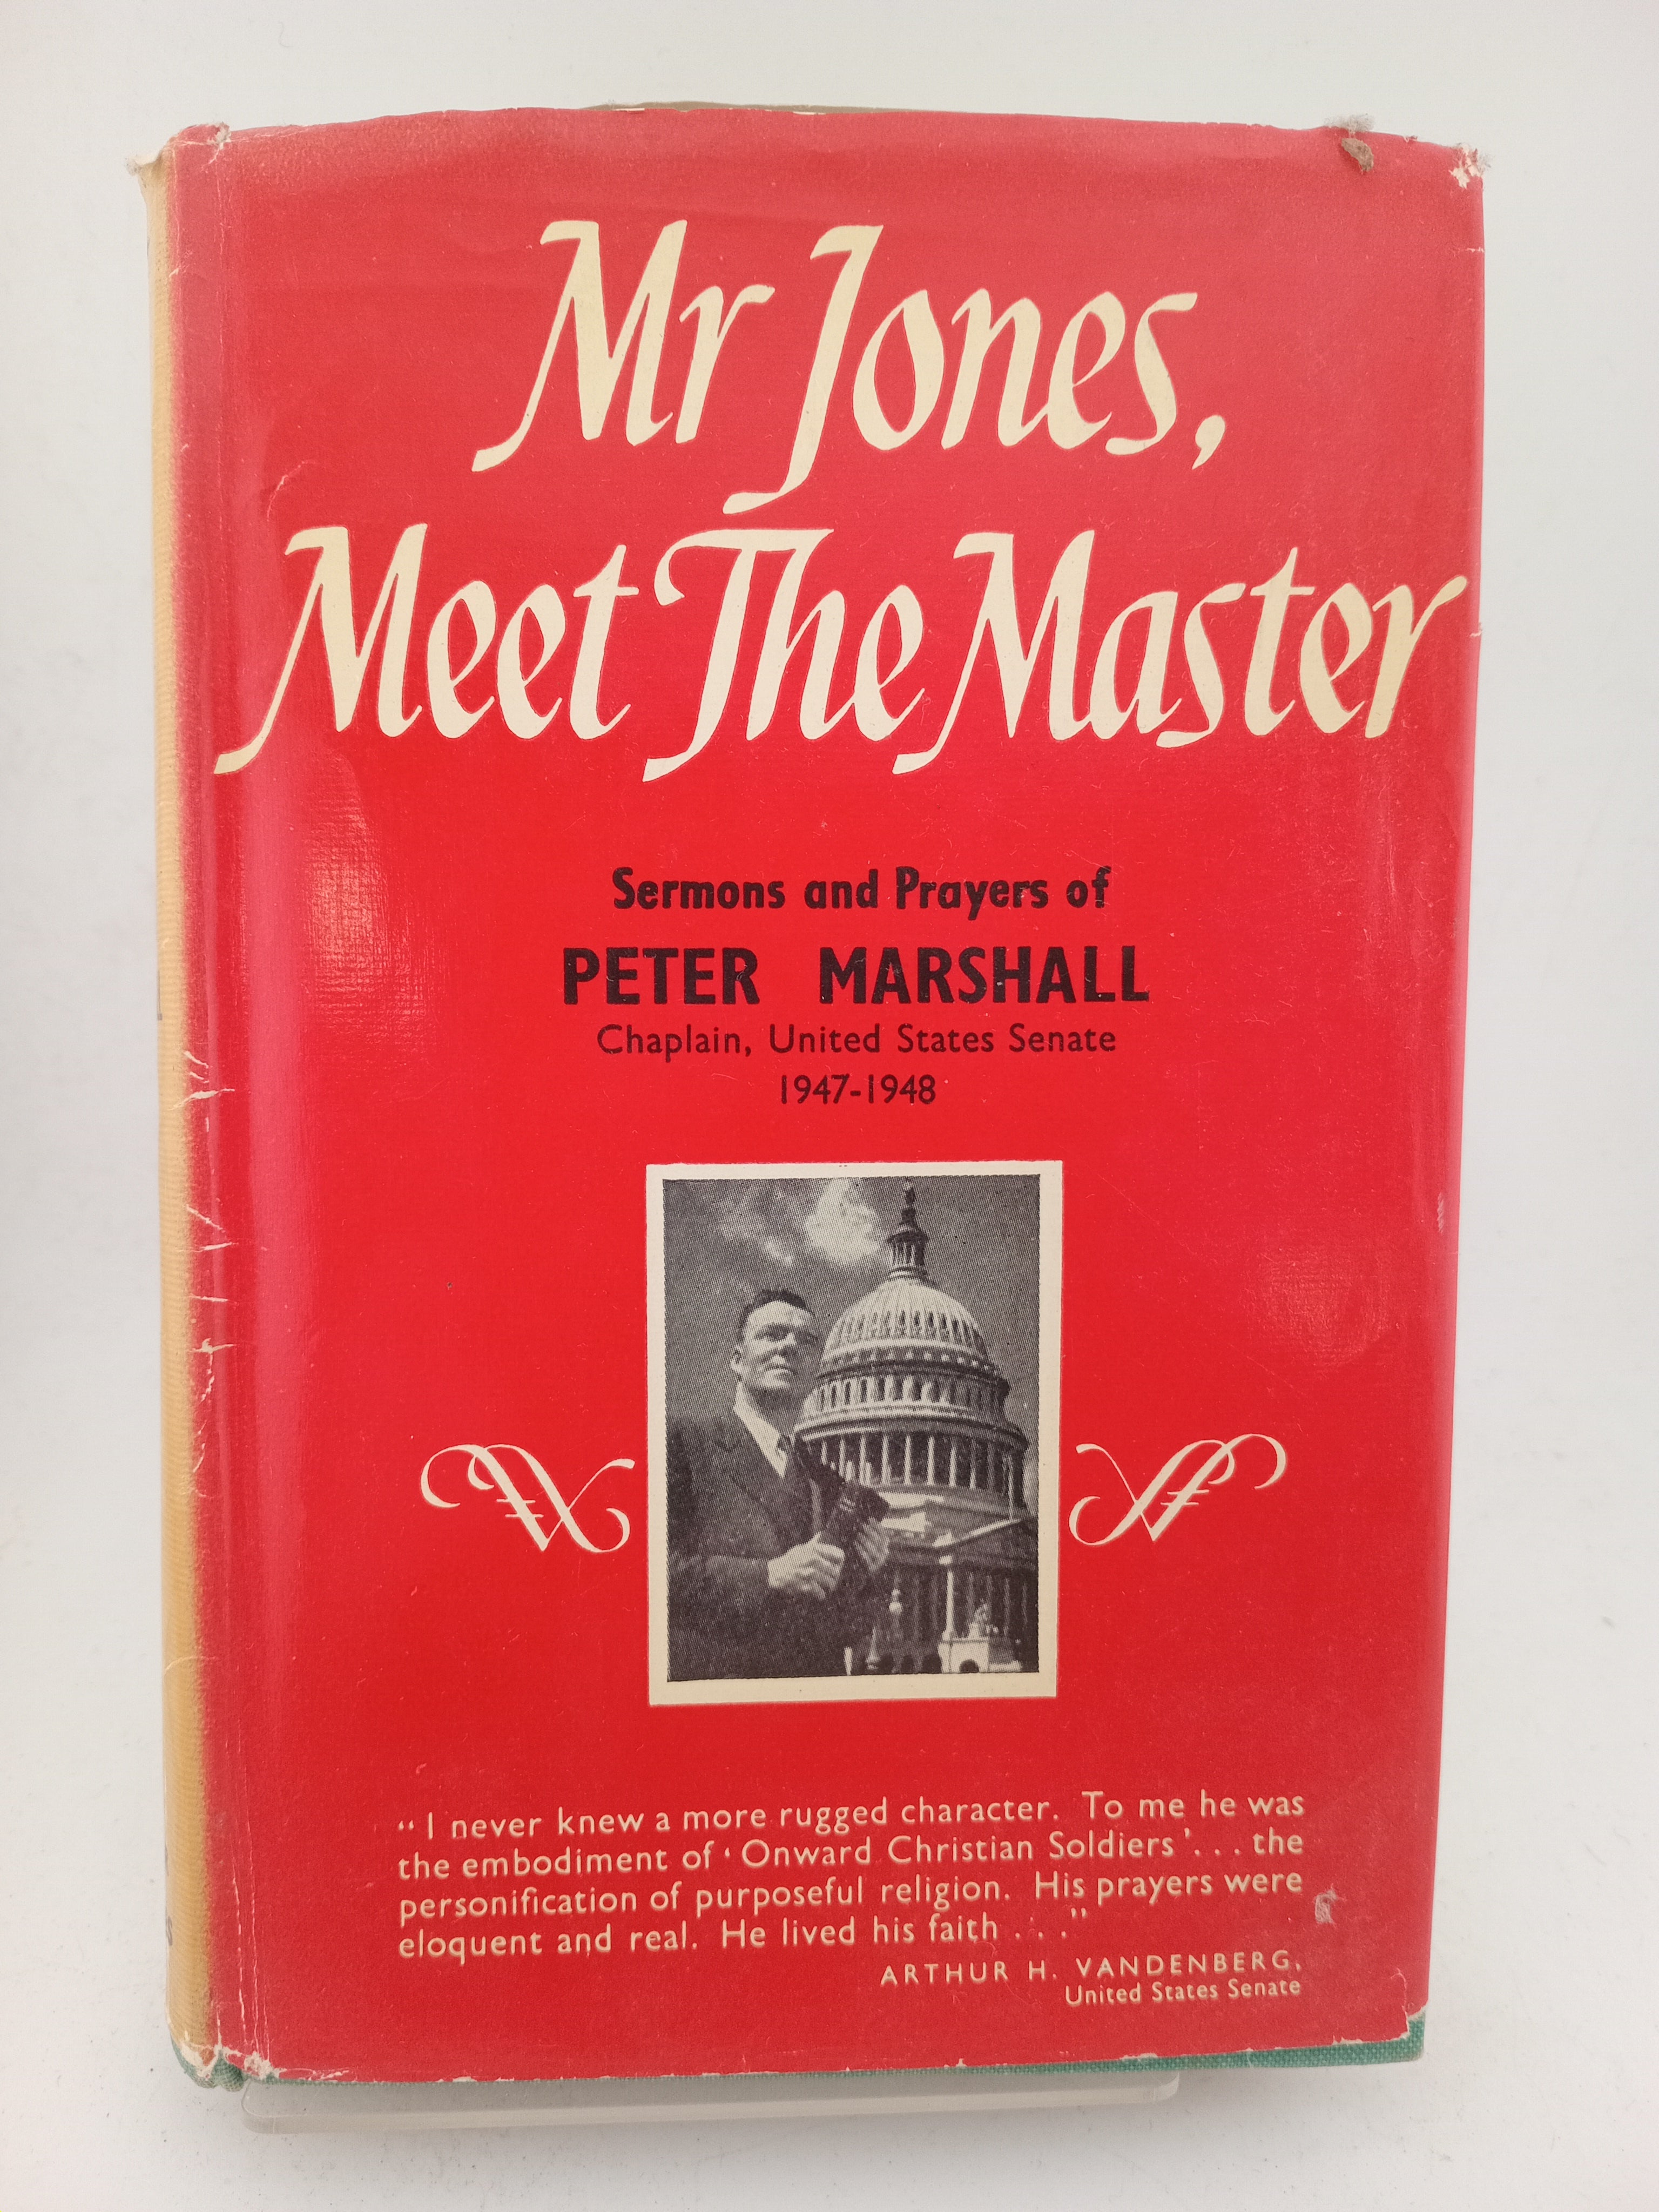 Mr Jones,
Meet The Master
Sermons and Prayers of
PETER MARSHALL
Chaplain, United States Senate
1947-1948
“ I never knew a more rugged character. To me he was
the embodiment of ‘ Onward Christian Soldiers ’ . . . the
personification of purposeful religion. His prayers were
eloquent and real. He lived his faith . . .”
ARTHUR H. VANDENBERG,
United States Senate